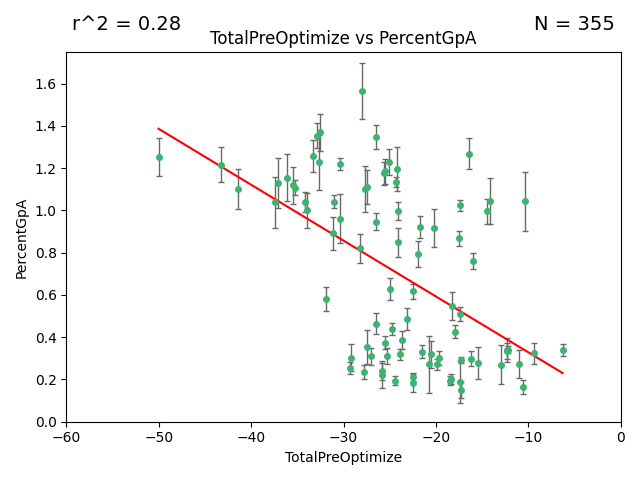 r^2 = 0.28
N = 355
TotalPreOptimize vs PercentGpA
PercentGpA
1.6
1.4
1.2
1.0
0.8
0.6
0.4
0.2
0.0
−60 −50 −40 −30 −20 −10 0
TotalPreOptimize